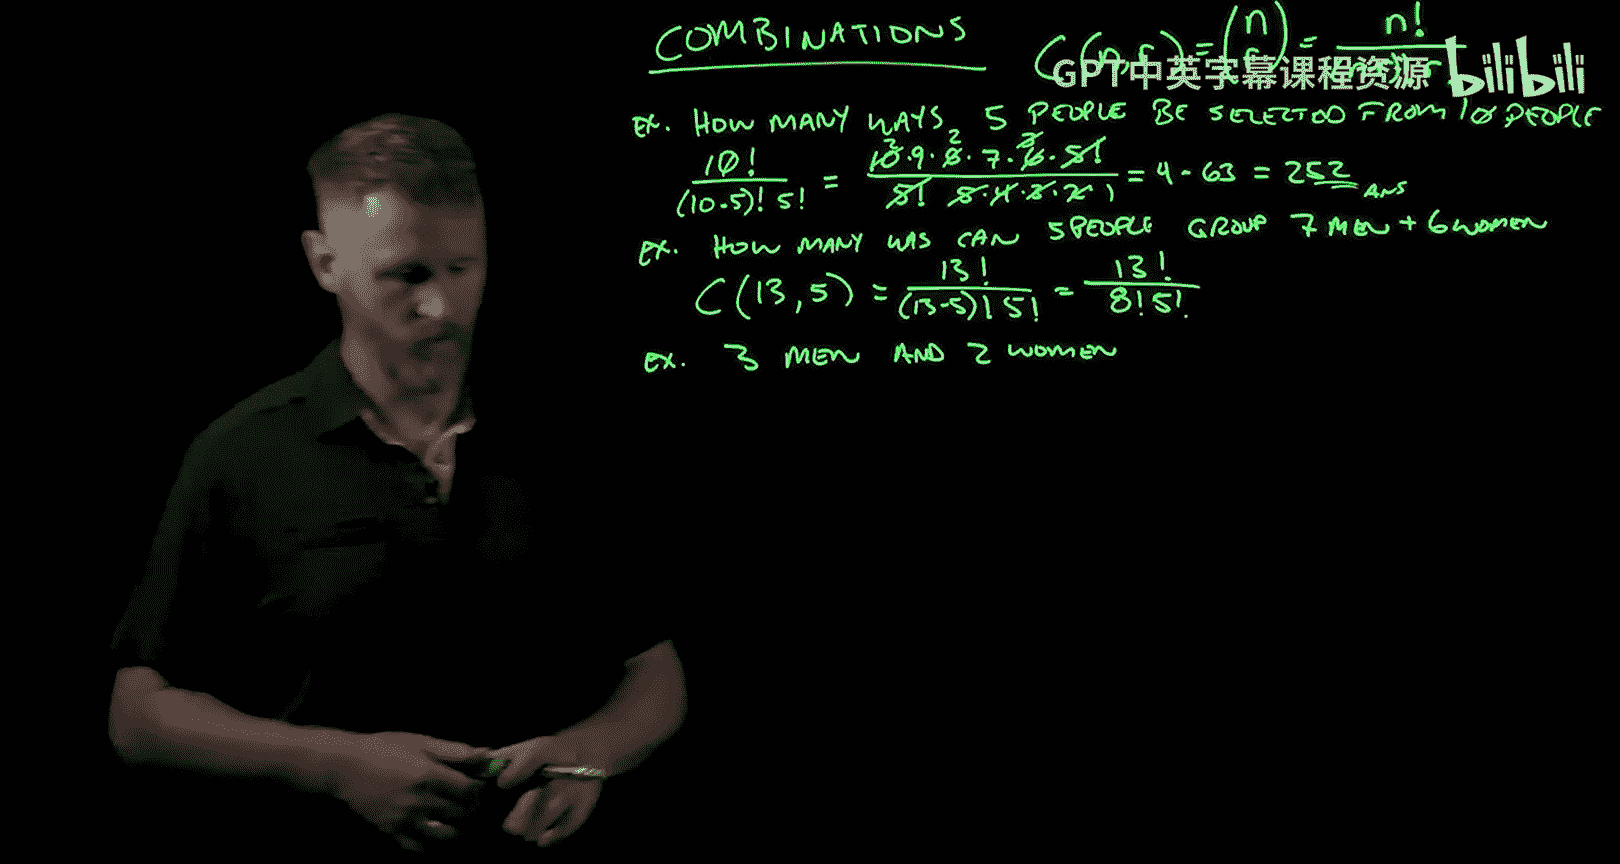 COMBINATIONS
C(n,r) = (n r) = n!
GPT中英字幕课程资源 bilibili
EX. HOW MANY WAYS 5 PEOPLE BE SELECTED FROM 10 PEOPLE
10! / (10-5)! 5! = 10·9·8·7·6·5! / 5! 5·4·3·2·1 = 4·63 = 252 ANS
EX. HOW MANY WAS CAN 5 PEOPLE GROUP 7 MEN + 6 WOMEN
C(13,5) = 13! / (13-5)! 5! = 13! / 8! 5!
EX. 3 MEN AND 2 WOMEN